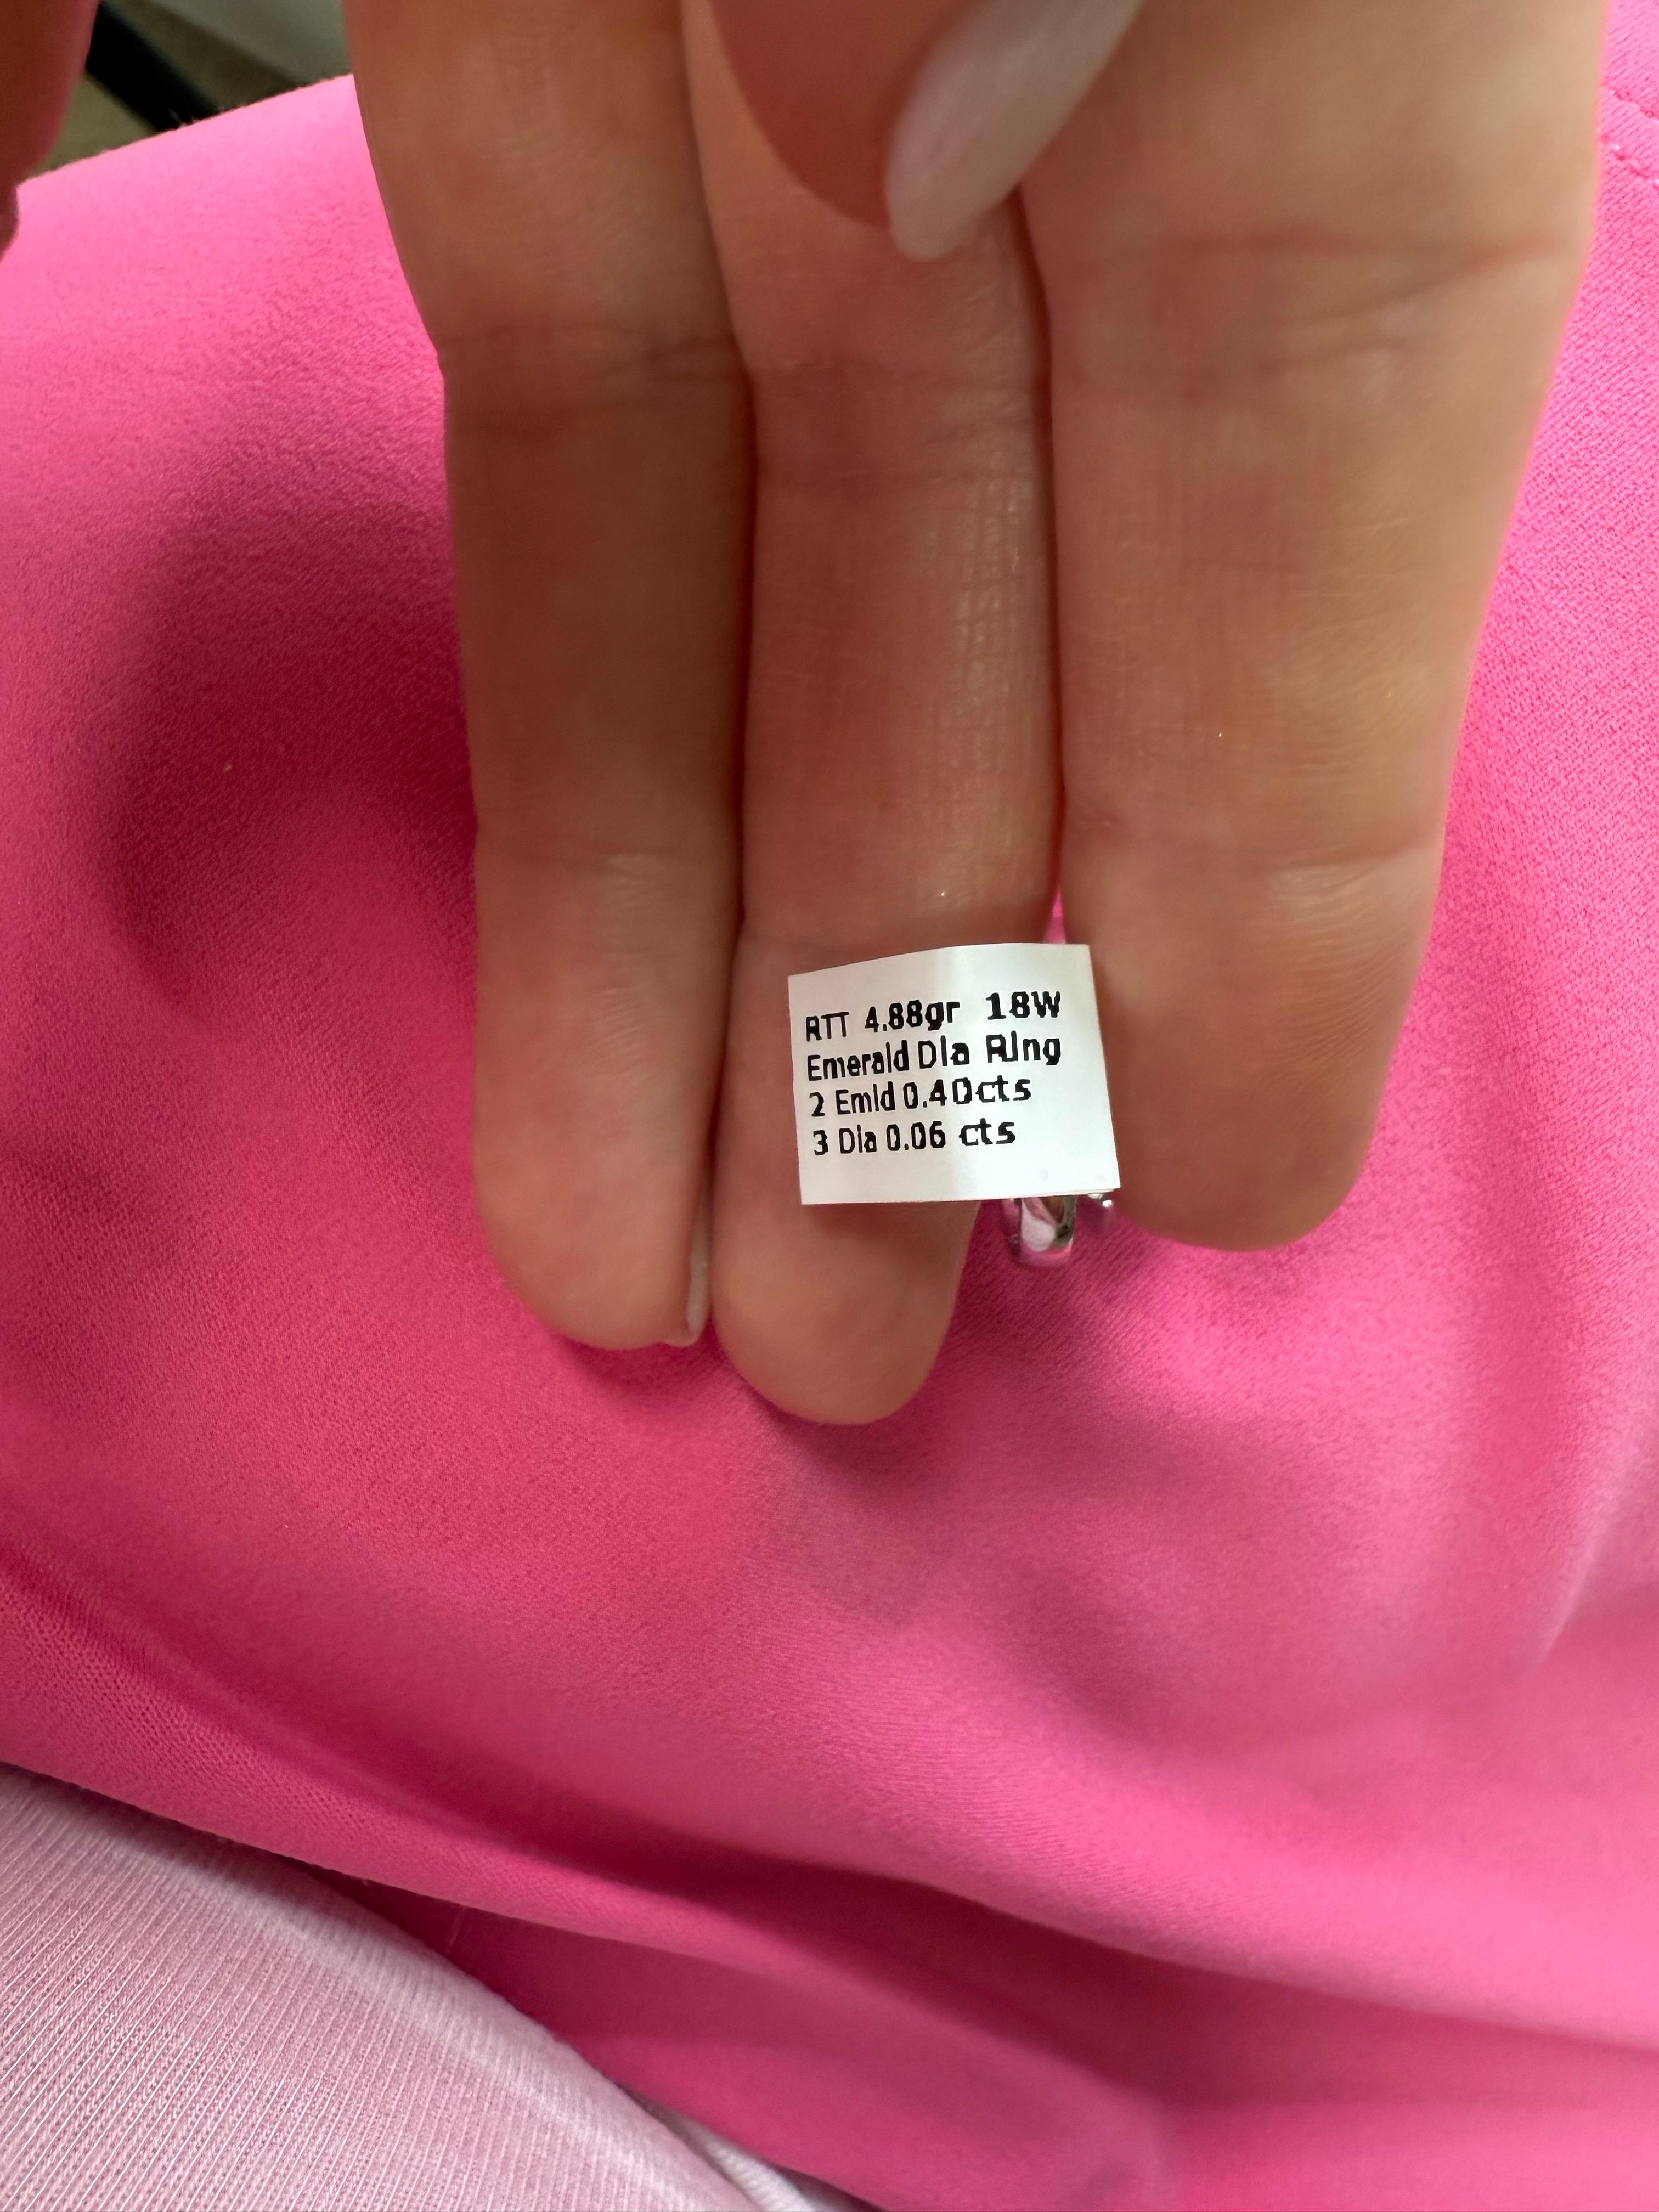 RTT 4.88gr 18W
Emerald Dia Ring
2 Emld 0.40cts
3 Dia 0.06 cts